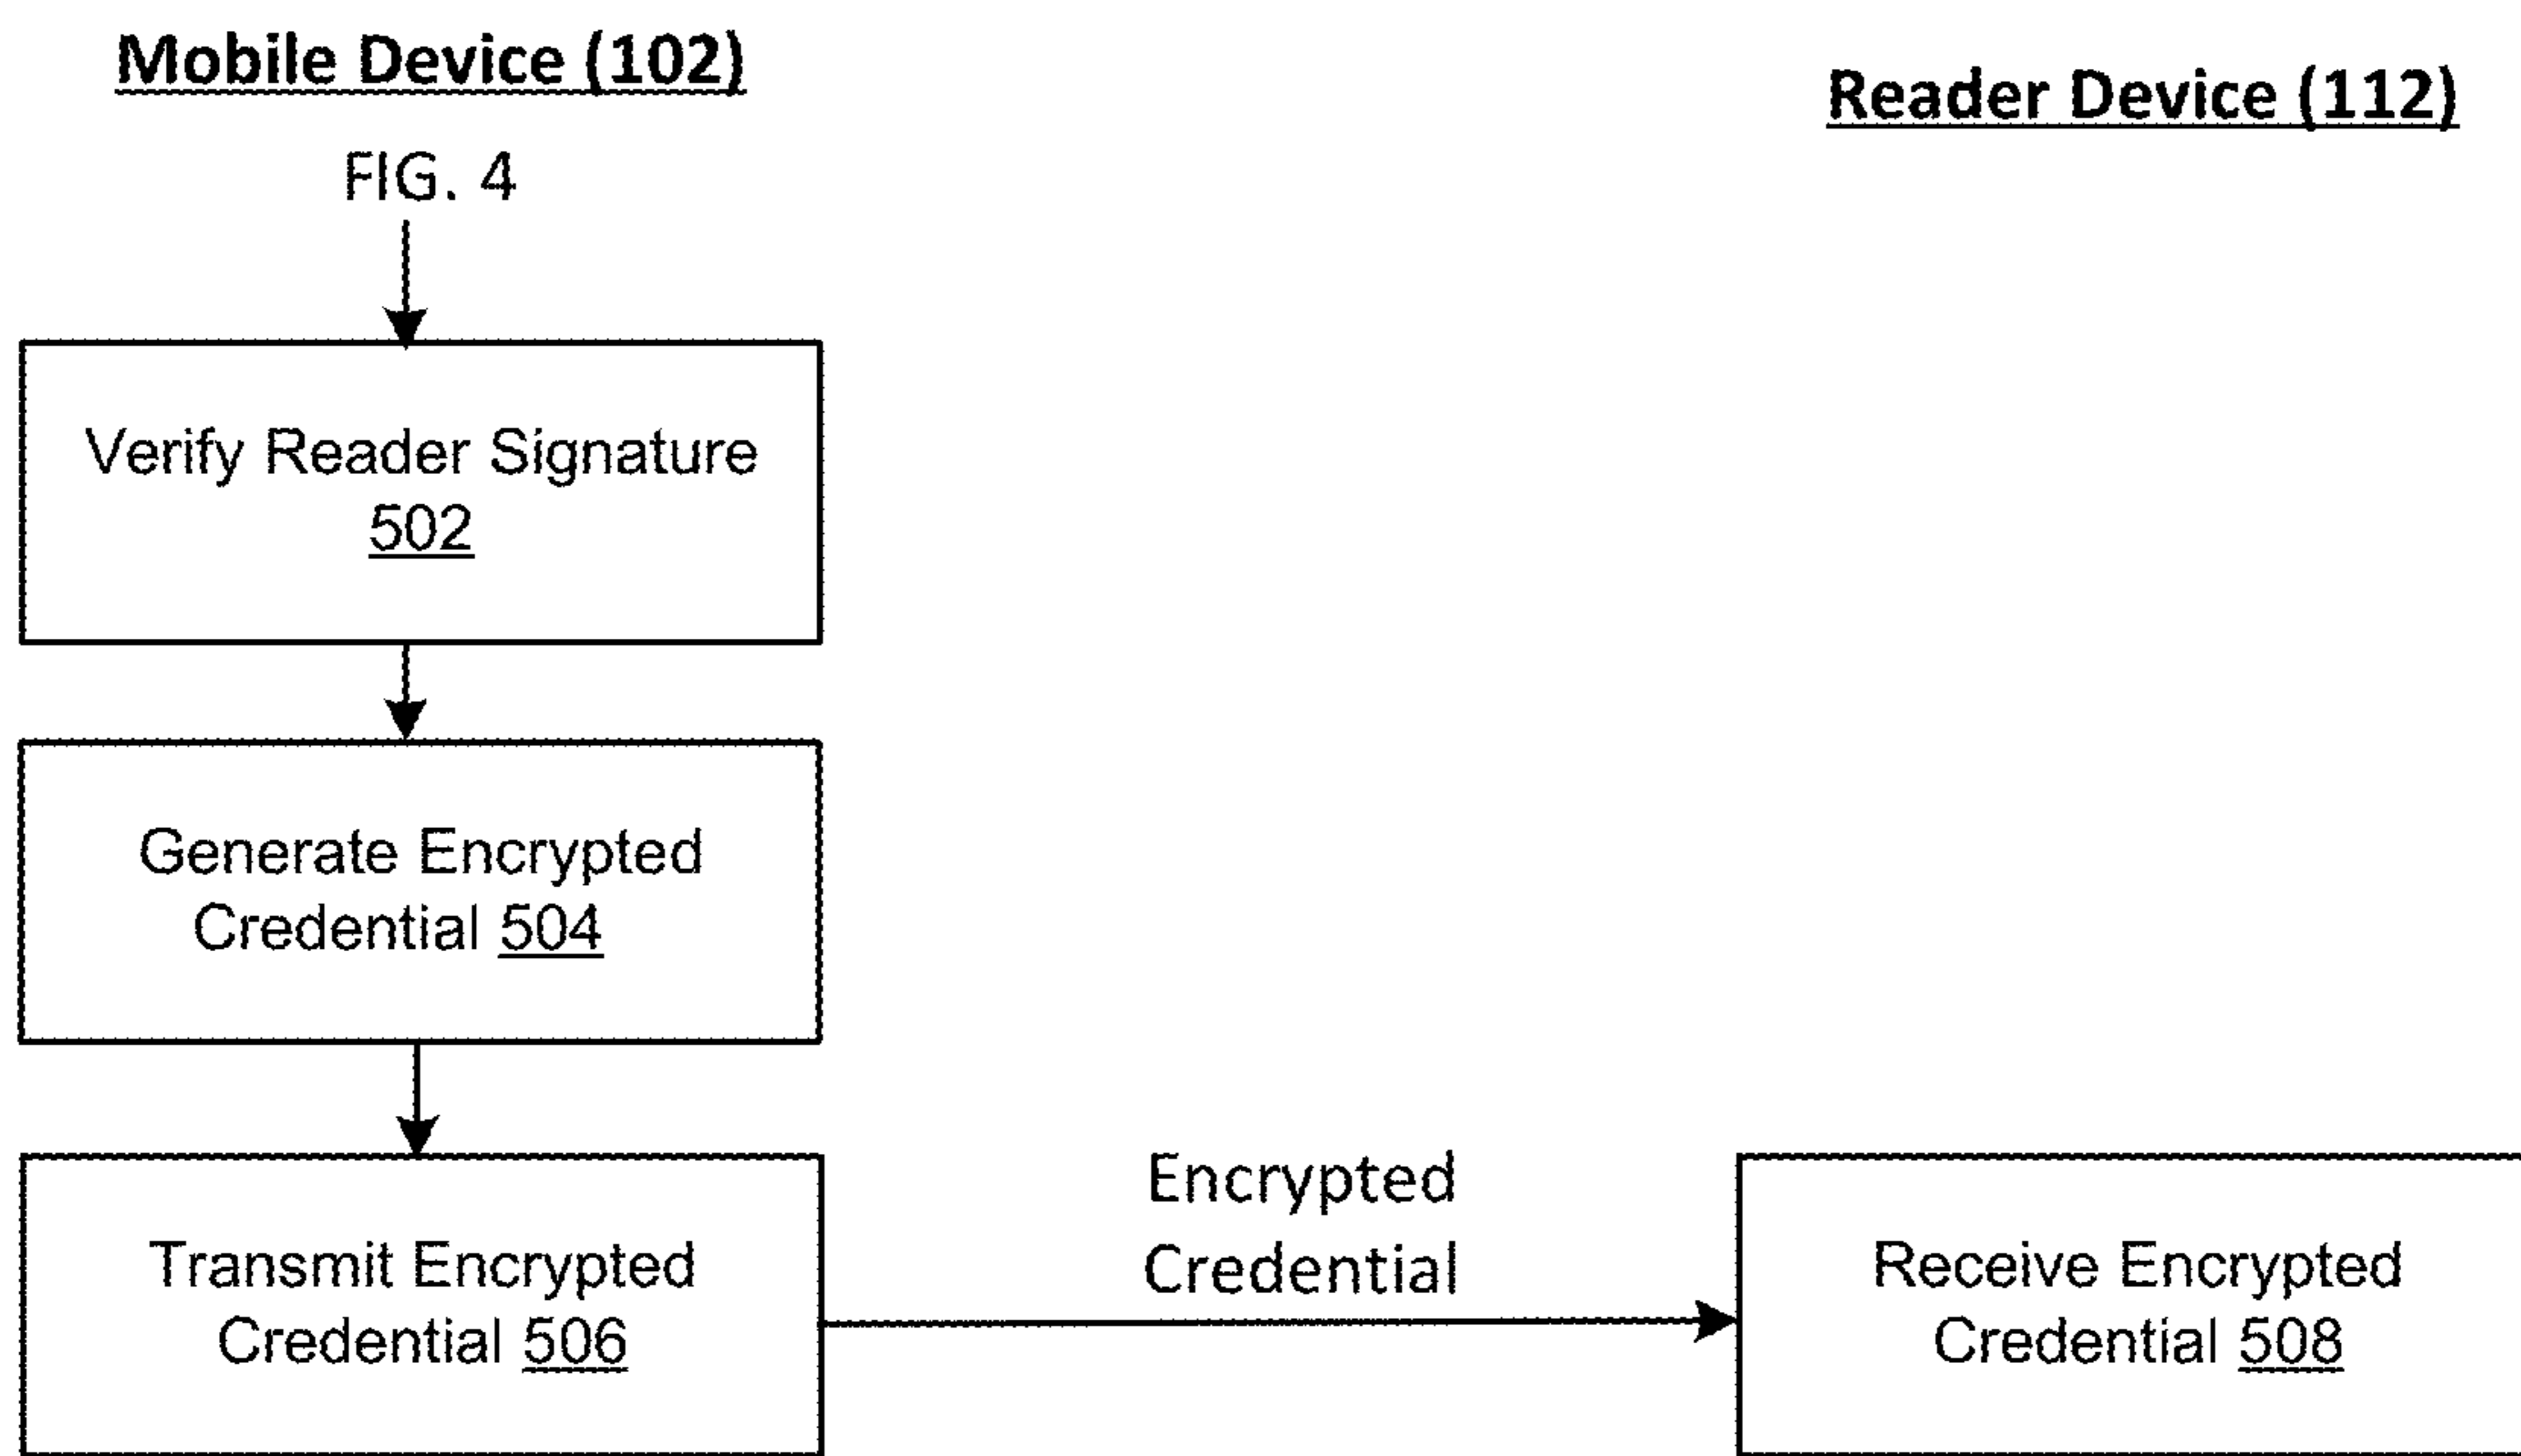 Mobile Device (102)
Reader Device (112)
FIG. 4
Verify Reader Signature
502
Generate Encrypted
Credential 504
Transmit Encrypted
Credential 506
Encrypted
Credential
Receive Encrypted
Credential 508